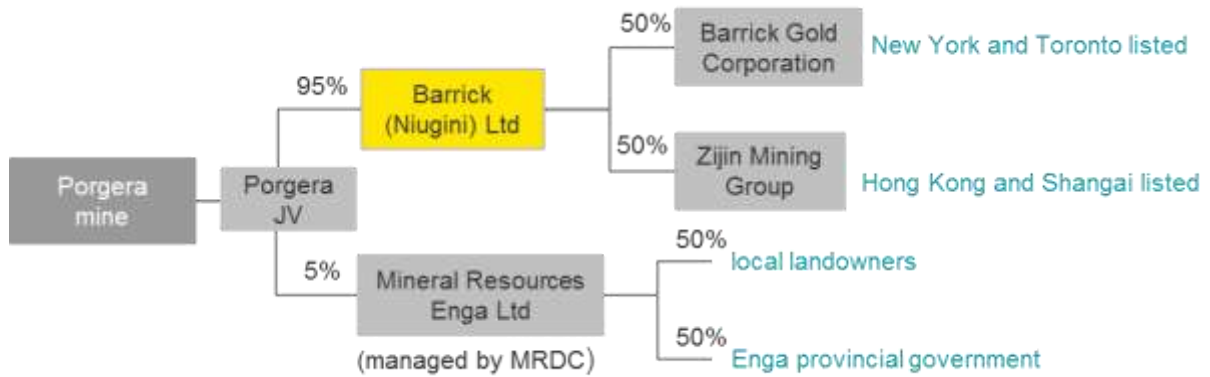 50%
Barrick Gold
Corporation
New York and Toronto listed
95%
Barrick
(Niugini) Ltd
50%
Zijin Mining
Group
Hong Kong and Shangai listed
Porgera
mine
Porgera
JV
5%
Mineral Resources
Enga Ltd
(managed by MRDC)
50%
local landowners
50%
Enga provincial government